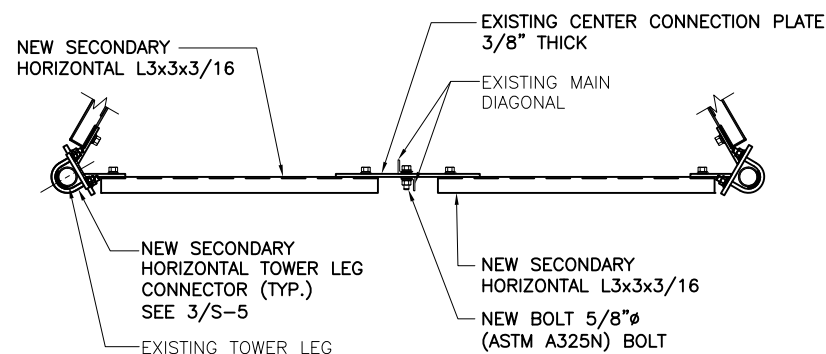 EXISTING CENTER CONNECTION PLATE
3/8" THICK
NEW SECONDARY
HORIZONTAL L3x3x3/16
EXISTING MAIN
DIAGONAL
NEW SECONDARY
HORIZONTAL TOWER LEG
CONNECTOR (TYP.)
SEE 3/S-5
EXISTING TOWER LEG
NEW SECONDARY
HORIZONTAL L3x3x3/16
NEW BOLT 5/8"ø
(ASTM A325N) BOLT